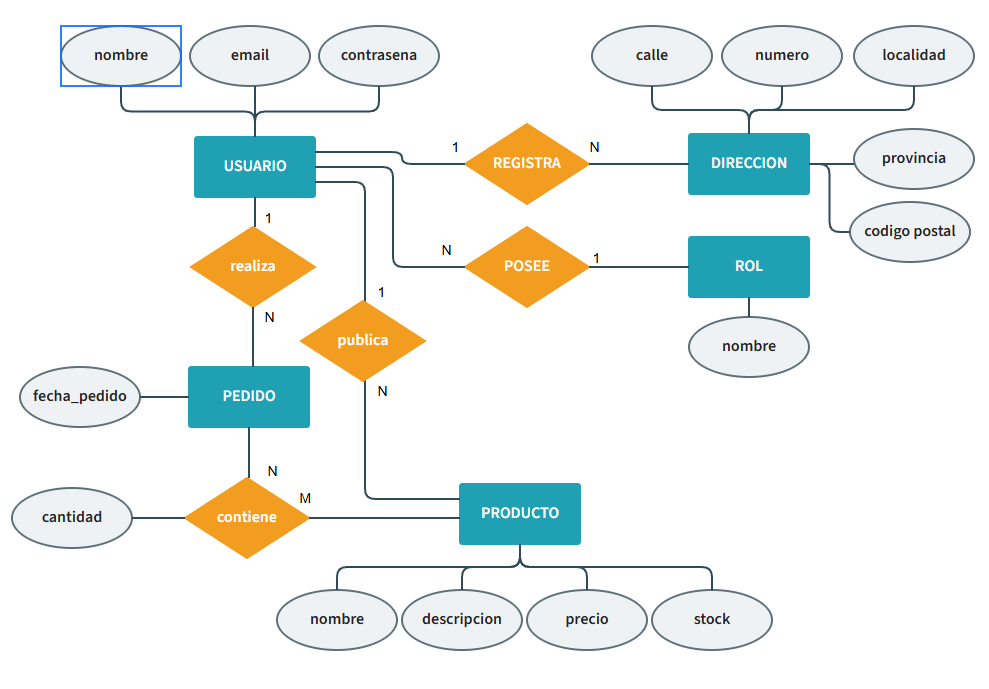 nombre
email
contrasena
calle
numero
localidad
USUARIO
1
REGISTRA
N
DIRECCION
provincia
codigo postal
1
realiza
N
N
POSEE
1
ROL
nombre
1
publica
N
fecha_pedido
PEDIDO
N
M
cantidad
contiene
PRODUCTO
nombre
descripcion
precio
stock